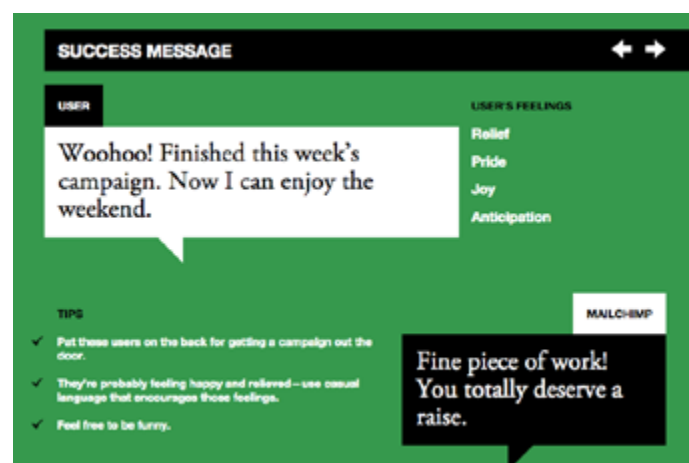 SUCCESS MESSAGE
USER
Woohoo! Finished this week's
campaign. Now I can enjoy the
weekend.
USER'S FEELINGS
Relief
Pride
Joy
Anticipation
TIPS
Pat these users on the back for getting a campaign out the
door.
They're probably feeling happy and relieved—use casual
language that encourages those feelings.
Feel free to be funny.
MAILCHIMP
Fine piece of work!
You totally deserve a
raise.